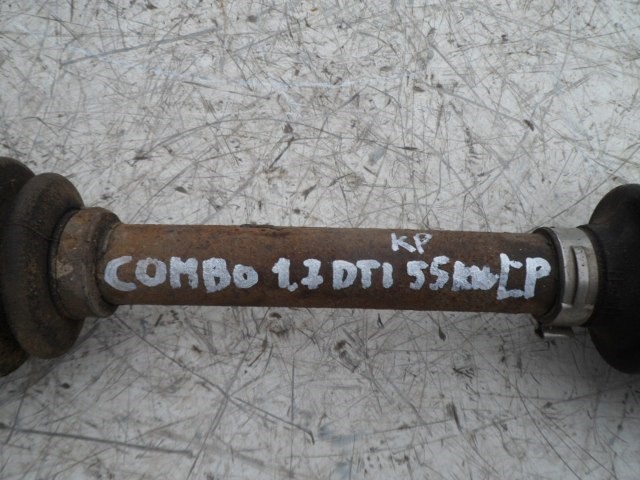 KP
COMBO 1,7 DTI 55KW LP